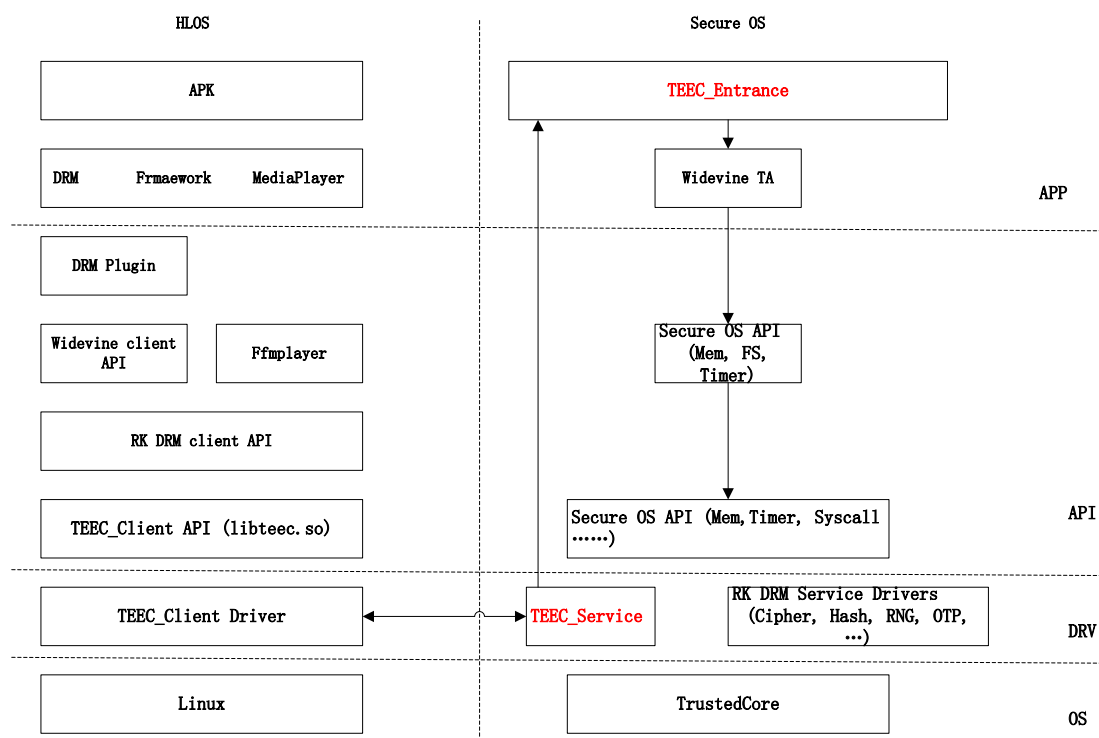 HLOS
Secure OS
APK
TEEC_Entrance
DRM Frmaework MediaPlayer
Widevine TA
APP
DRM Plugin
Widevine client
API
Ffmplayer
Secure OS API
(Mem, FS,
Timer)
RK DRM client API
TEEC_Client API (libteec.so)
Secure OS API (Mem,Timer, Syscall
……)
API
TEEC_Client Driver
TEEC_Service
RK DRM Service Drivers
(Cipher, Hash, RNG, OTP,
…)
DRV
Linux
TrustedCore
OS